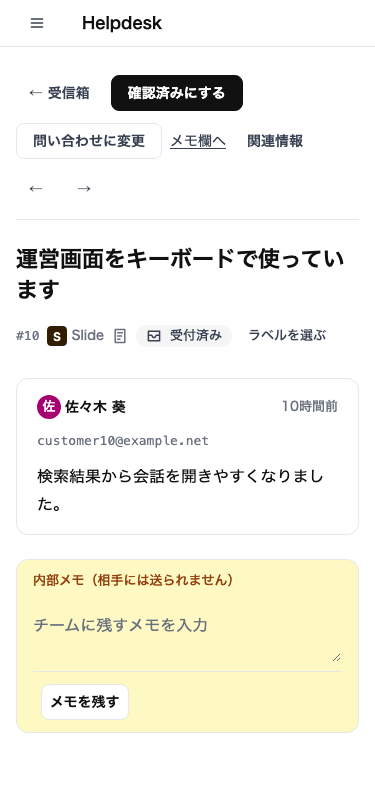 Helpdesk
← 受信箱
確認済みにする
問い合わせに変更
メモ欄へ
関連情報
← →
運営画面をキーボードで使ってい
ます
#10 S Slide 受付済み ラベルを選ぶ
佐 佐々木 葵 10時間前
customer10@example.net
検索結果から会話を開きやすくなりまし
た。
内部メモ（相手には送られません）
チームに残すメモを入力
メモを残す